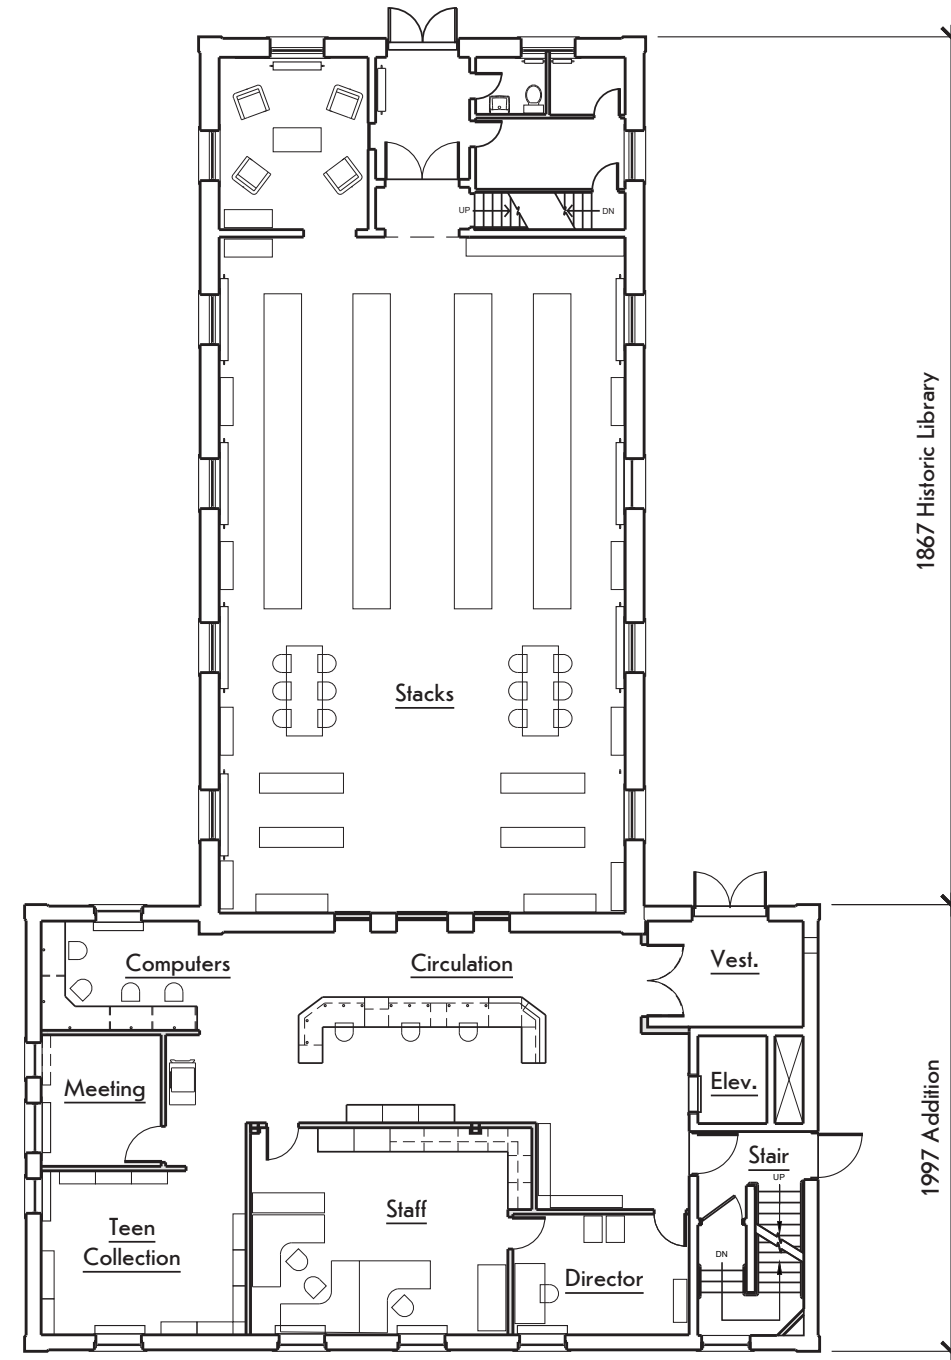 UP
DN
1867 Historic Library
Stacks
Computers
Circulation
Vest.
Meeting
Elev.
1997 Addition
Stair
UP
Staff
Teen
Collection
DN
Director